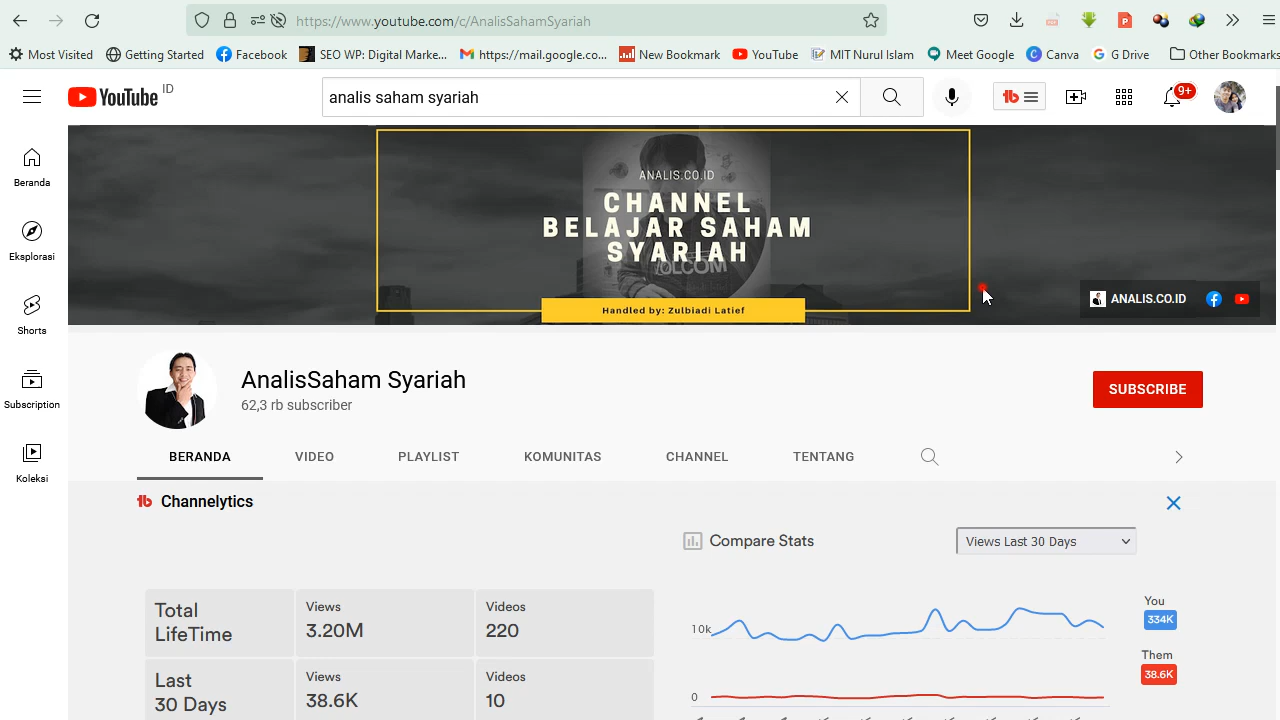 https://www.youtube.com/c/AnalisSahamSyariah
Most Visited Getting Started Facebook SEO WP: Digital Marke... https://mail.google.co... New Bookmark YouTube MIT Nurul Islam Meet Google Canva G Drive Other Bookmarks
YouTube ID analis saham syariah 9+
ANALIS.CO.ID
CHANNEL
BELAJAR SAHAM
SYARIAH
Handled by: Zulbiadi Latief
ANALIS.CO.ID
Beranda
Eksplorasi
Shorts
Subscription
Koleksi
AnalisSaham Syariah
62,3 rb subscriber
SUBSCRIBE
BERANDA VIDEO PLAYLIST KOMUNITAS CHANNEL TENTANG
Channelytics
Compare Stats Views Last 30 Days
Total
LifeTime
Views
3.20M
Videos
220
Last
30 Days
Views
38.6K
Videos
10
10k
0
You
334K
Them
38.6K